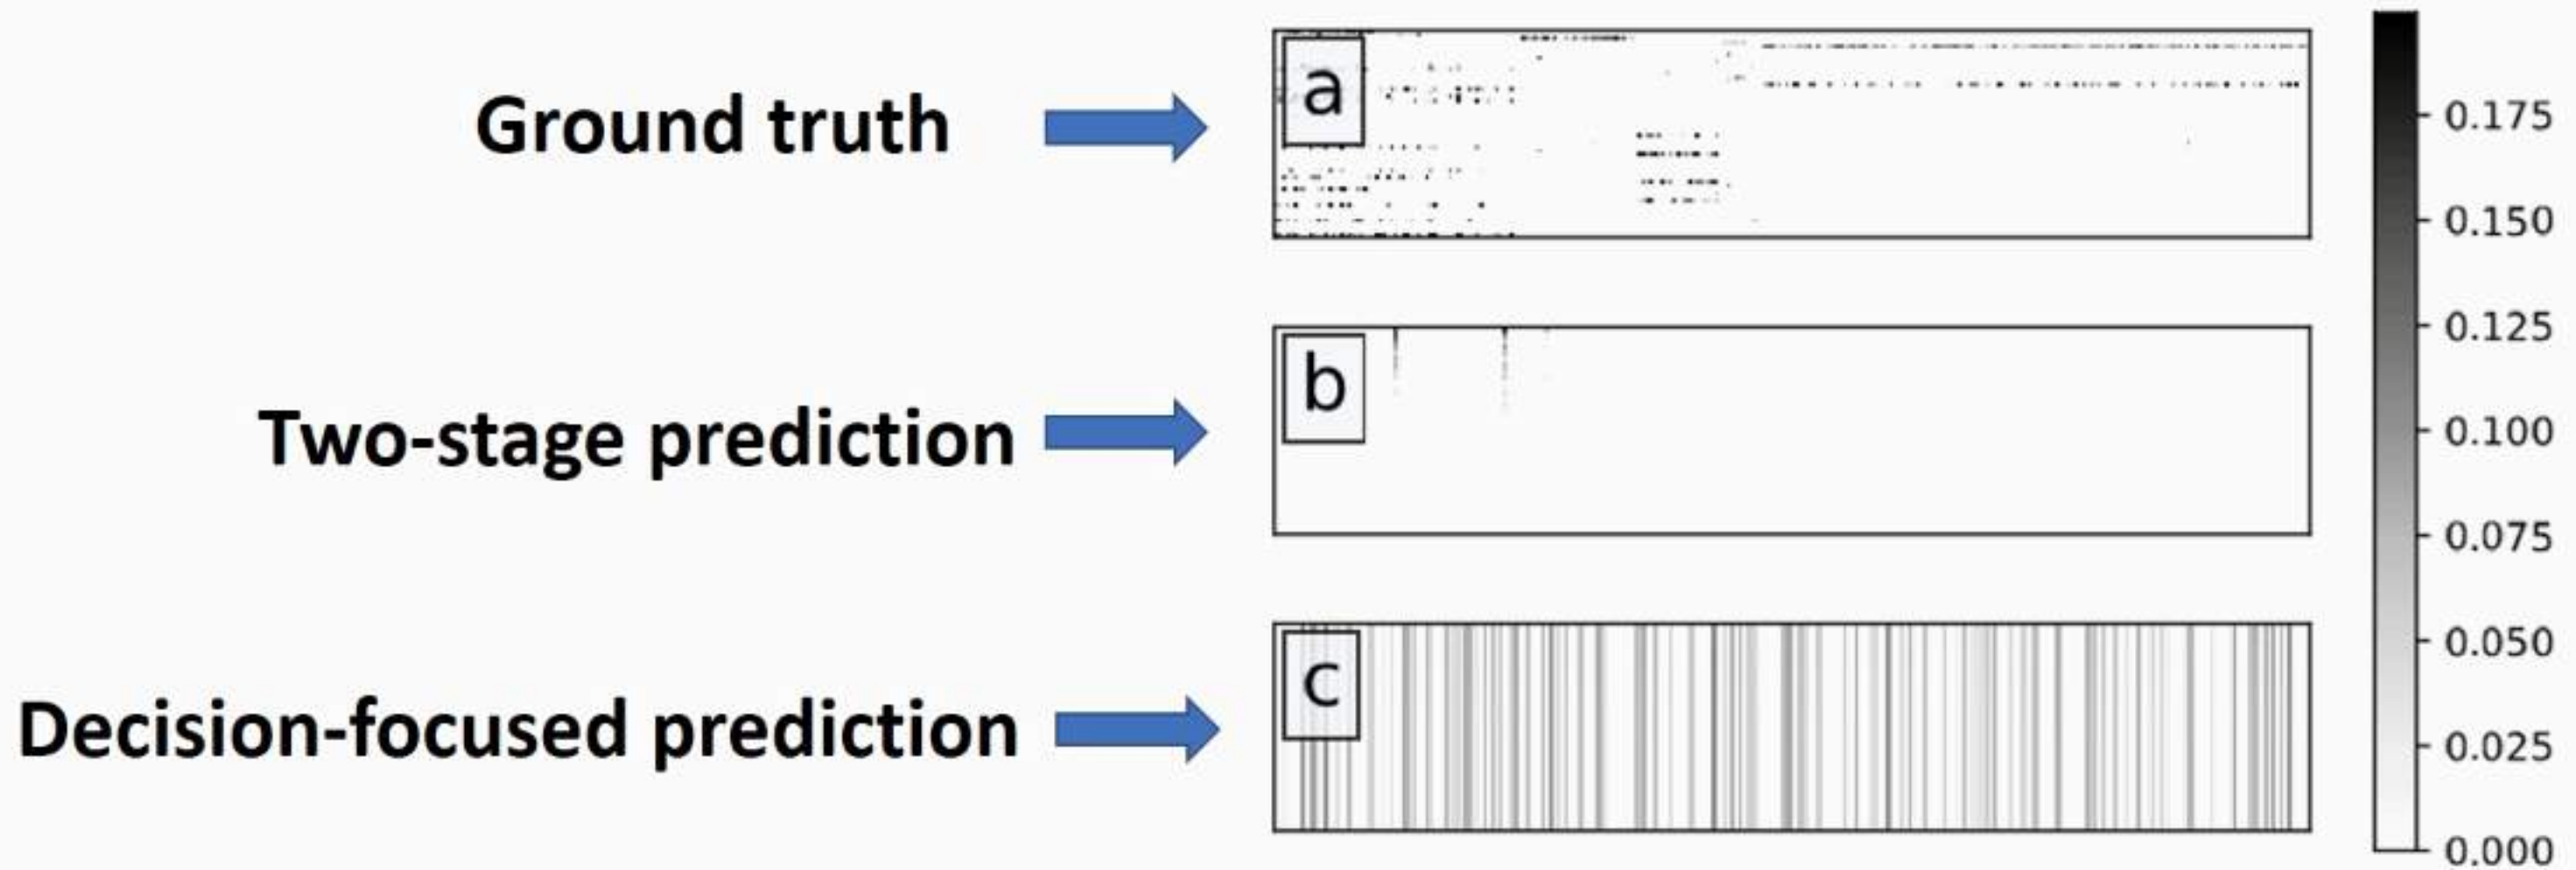 Ground truth
a
Two-stage prediction
b
Decision-focused prediction
c
0.175
0.150
0.125
0.100
0.075
0.050
0.025
0.000